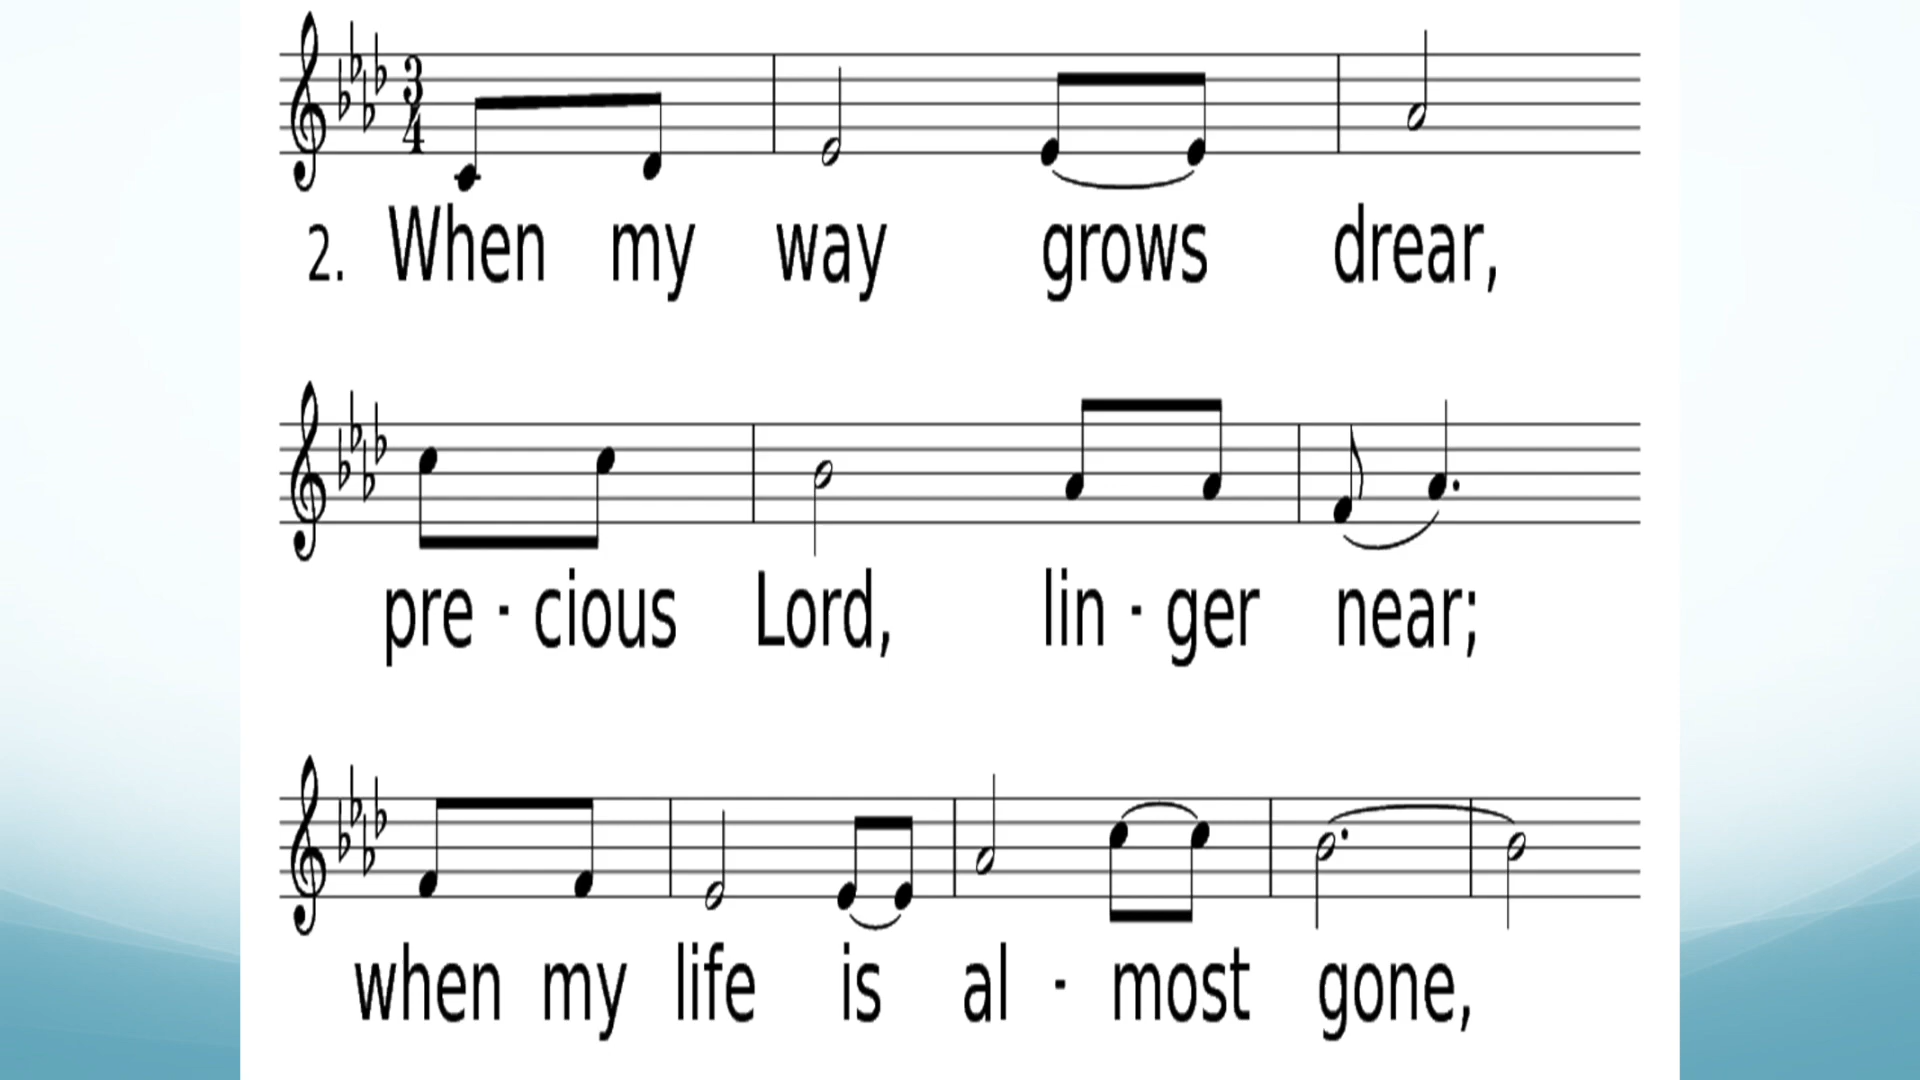 2. When my way grows drear,
pre - cious Lord, lin - ger near;
when my life is al - most gone,